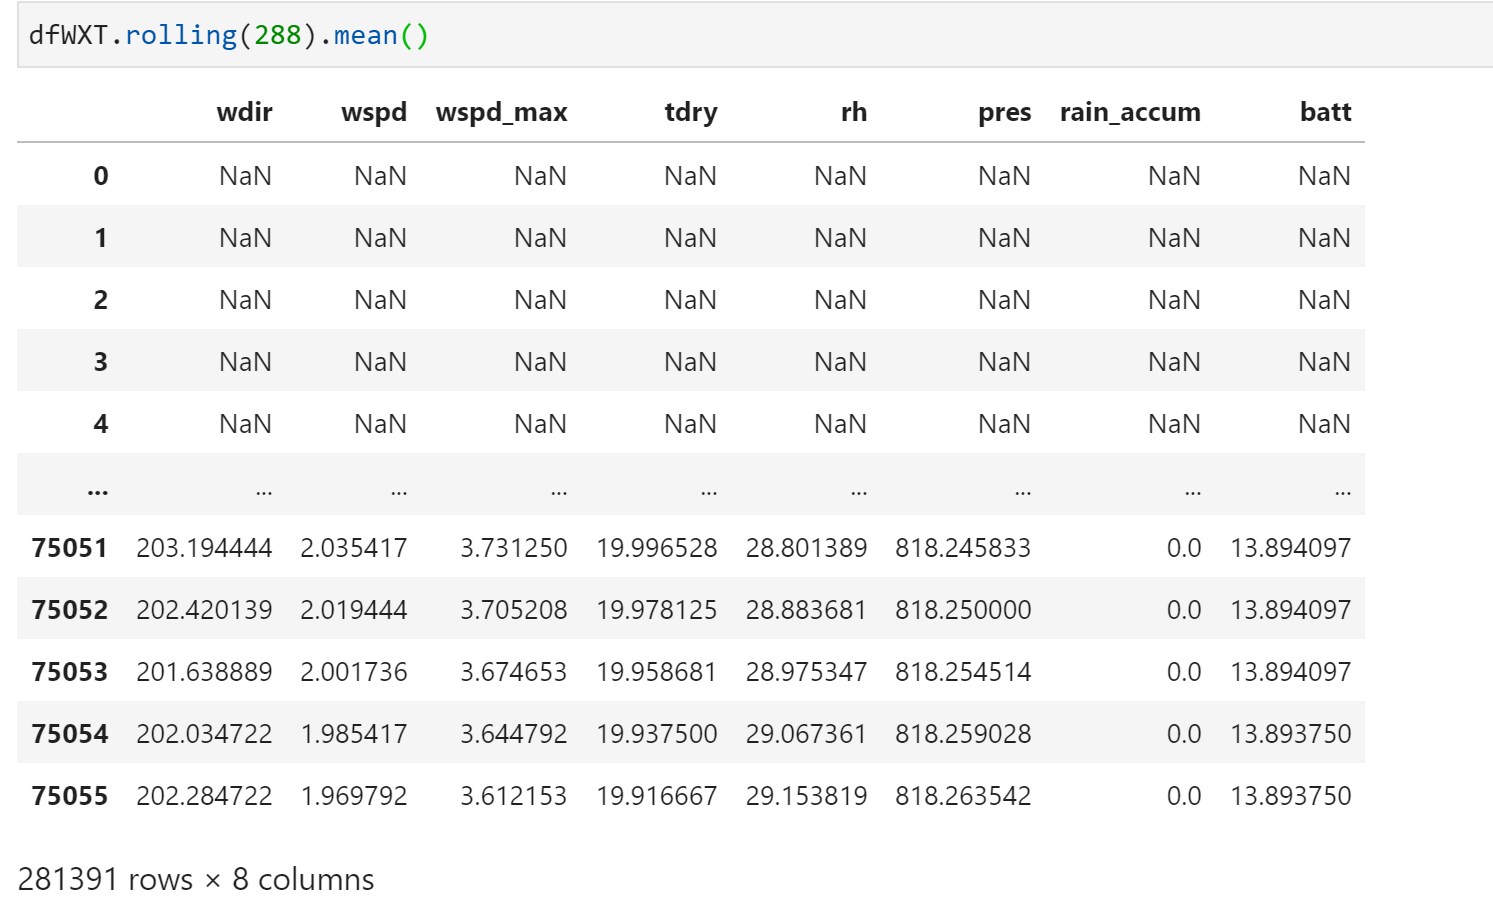 dfWXT.rolling(288).mean()
wdir wspd wspd_max tdry rh pres rain_accum batt
0 NaN NaN NaN NaN NaN NaN NaN NaN
1 NaN NaN NaN NaN NaN NaN NaN NaN
2 NaN NaN NaN NaN NaN NaN NaN NaN
3 NaN NaN NaN NaN NaN NaN NaN NaN
4 NaN NaN NaN NaN NaN NaN NaN NaN
... ... ... ... ... ... ... ... ...
75051 203.194444 2.035417 3.731250 19.996528 28.801389 818.245833 0.0 13.894097
75052 202.420139 2.019444 3.705208 19.978125 28.883681 818.250000 0.0 13.894097
75053 201.638889 2.001736 3.674653 19.958681 28.975347 818.254514 0.0 13.894097
75054 202.034722 1.985417 3.644792 19.937500 29.067361 818.259028 0.0 13.893750
75055 202.284722 1.969792 3.612153 19.916667 29.153819 818.263542 0.0 13.893750
281391 rows × 8 columns